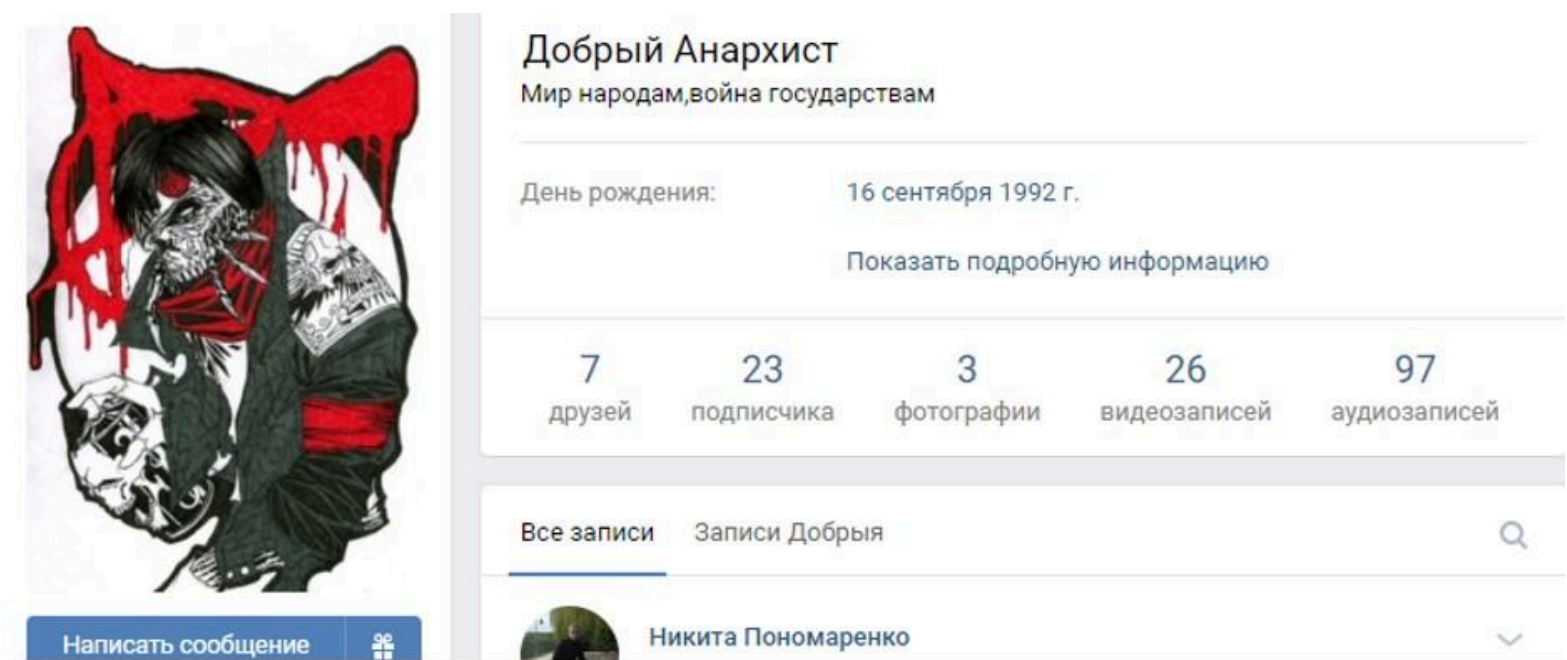 Добрый Анархист
Мир народам,война государствам
День рождения: 16 сентября 1992 г.
Показать подробную информацию
7 23 3 26 97
друзей подписчика фотографии видеозаписей аудиозаписей
Все записи Записи Добрыя
Написать сообщение
Никита Пономаренко